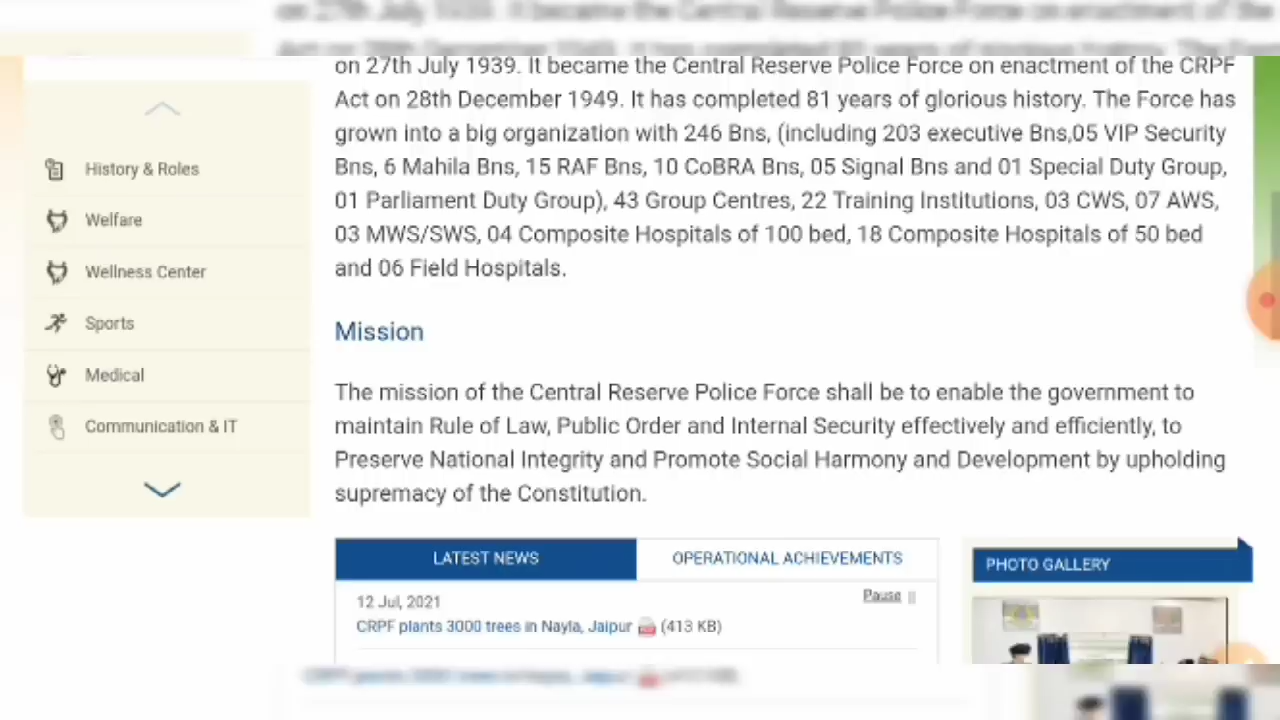 on 27th July 1939. It became the Central Reserve Police Force on enactment of the CRPF
Act on 28th December 1949. It has completed 81 years of glorious history. The Force has
grown into a big organization with 246 Bns, (including 203 executive Bns,05 VIP Security
Bns, 6 Mahila Bns, 15 RAF Bns, 10 CoBRA Bns, 05 Signal Bns and 01 Special Duty Group,
01 Parliament Duty Group), 43 Group Centres, 22 Training Institutions, 03 CWS, 07 AWS,
03 MWS/SWS, 04 Composite Hospitals of 100 bed, 18 Composite Hospitals of 50 bed
and 06 Field Hospitals.
History & Roles
Welfare
Wellness Center
Sports
Medical
Communication & IT
Mission
The mission of the Central Reserve Police Force shall be to enable the government to
maintain Rule of Law, Public Order and Internal Security effectively and efficiently, to
Preserve National Integrity and Promote Social Harmony and Development by upholding
supremacy of the Constitution.
LATEST NEWS
OPERATIONAL ACHIEVEMENTS
Pause
12 Jul, 2021
CRPF plants 3000 trees in Nayla, Jaipur (413 KB)
PHOTO GALLERY